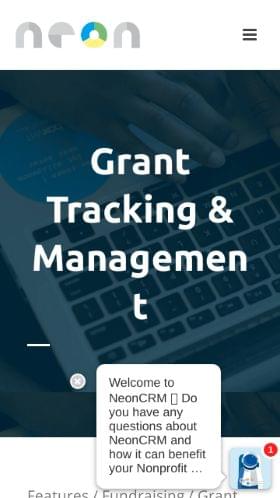 neon
Grant
Tracking &
Managemen
t
Welcome to
NeonCRM ▯ Do
you have any
questions about
NeonCRM and
how it can benefit
your Nonprofit ...
1
Features / Fundraising / Grant